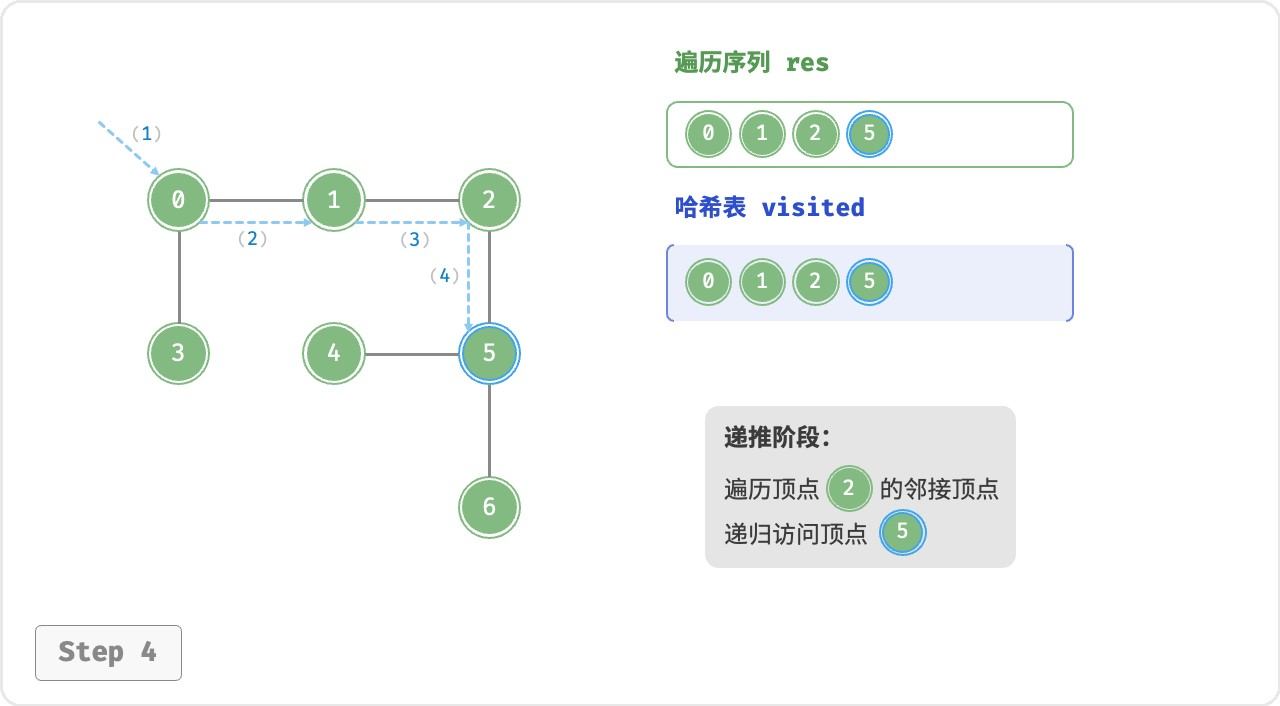 遍历序列 res
0 1 2 5
哈希表 visited
0 1 2 5
(1)
0 1 2
(2) (3)
(4)
3 4 5
6
递推阶段：
遍历顶点 2 的邻接顶点
递归访问顶点 5
Step 4